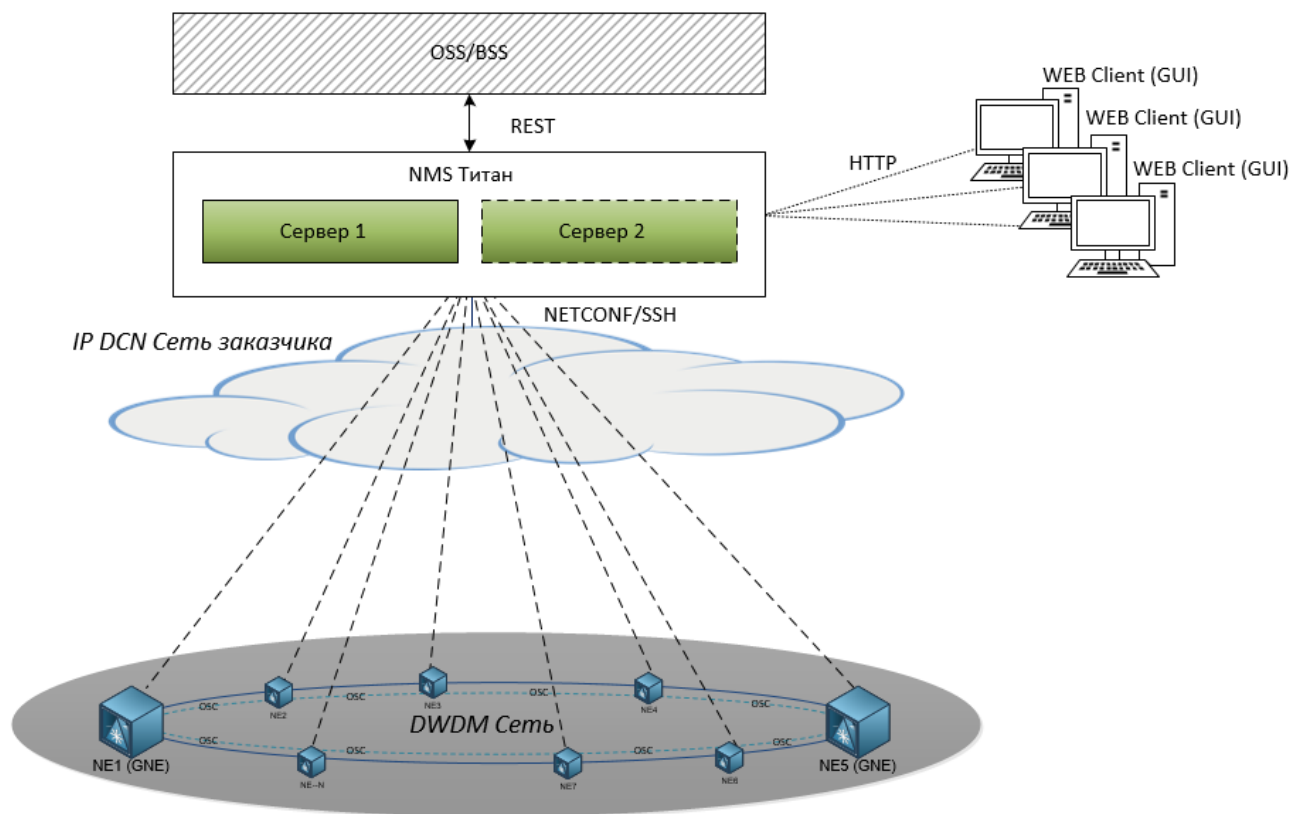 OSS/BSS
WEB Client (GUI)
REST
WEB Client (GUI)
HTTP
WEB Client (GUI)
NMS Титан
Сервер 1
Сервер 2
NETCONF/SSH
IP DCN Сеть заказчика
NE2
NE3
NE4
OSC
OSC
OSC
OSC
OSC
DWDM Сеть
OSC
OSC
OSC
OSC
NE1 (GNE)
NE--N
NE7
NE6
NE5 (GNE)